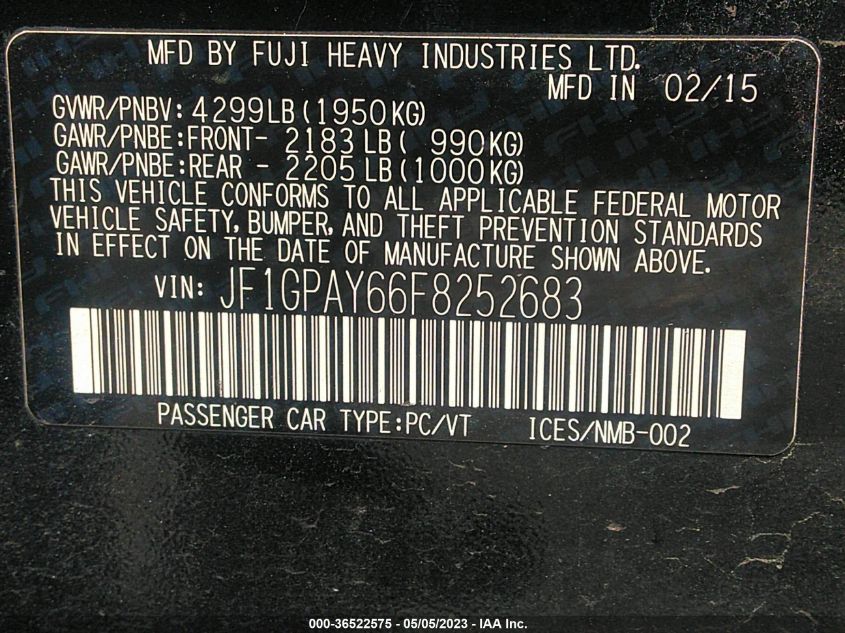 MFD BY FUJI HEAVY INDUSTRIES LTD.
MFD IN 02/15
GVWR/PNBV: 4299LB(1950KG)
GAWR/PNBE:FRONT- 2183LB( 990KG)
GAWR/PNBE:REAR - 2205LB(1000KG)
THIS VEHICLE CONFORMS TO ALL APPLICABLE FEDERAL MOTOR
VEHICLE SAFETY, BUMPER, AND THEFT PREVENTION STANDARDS
IN EFFECT ON THE DATE OF MANUFACTURE SHOWN ABOVE.
VIN: JF1GPAY66F8252683
PASSENGER CAR TYPE:PC/VT ICES/NMB-002
000-36522575 - 05/05/2023 - IAA Inc.